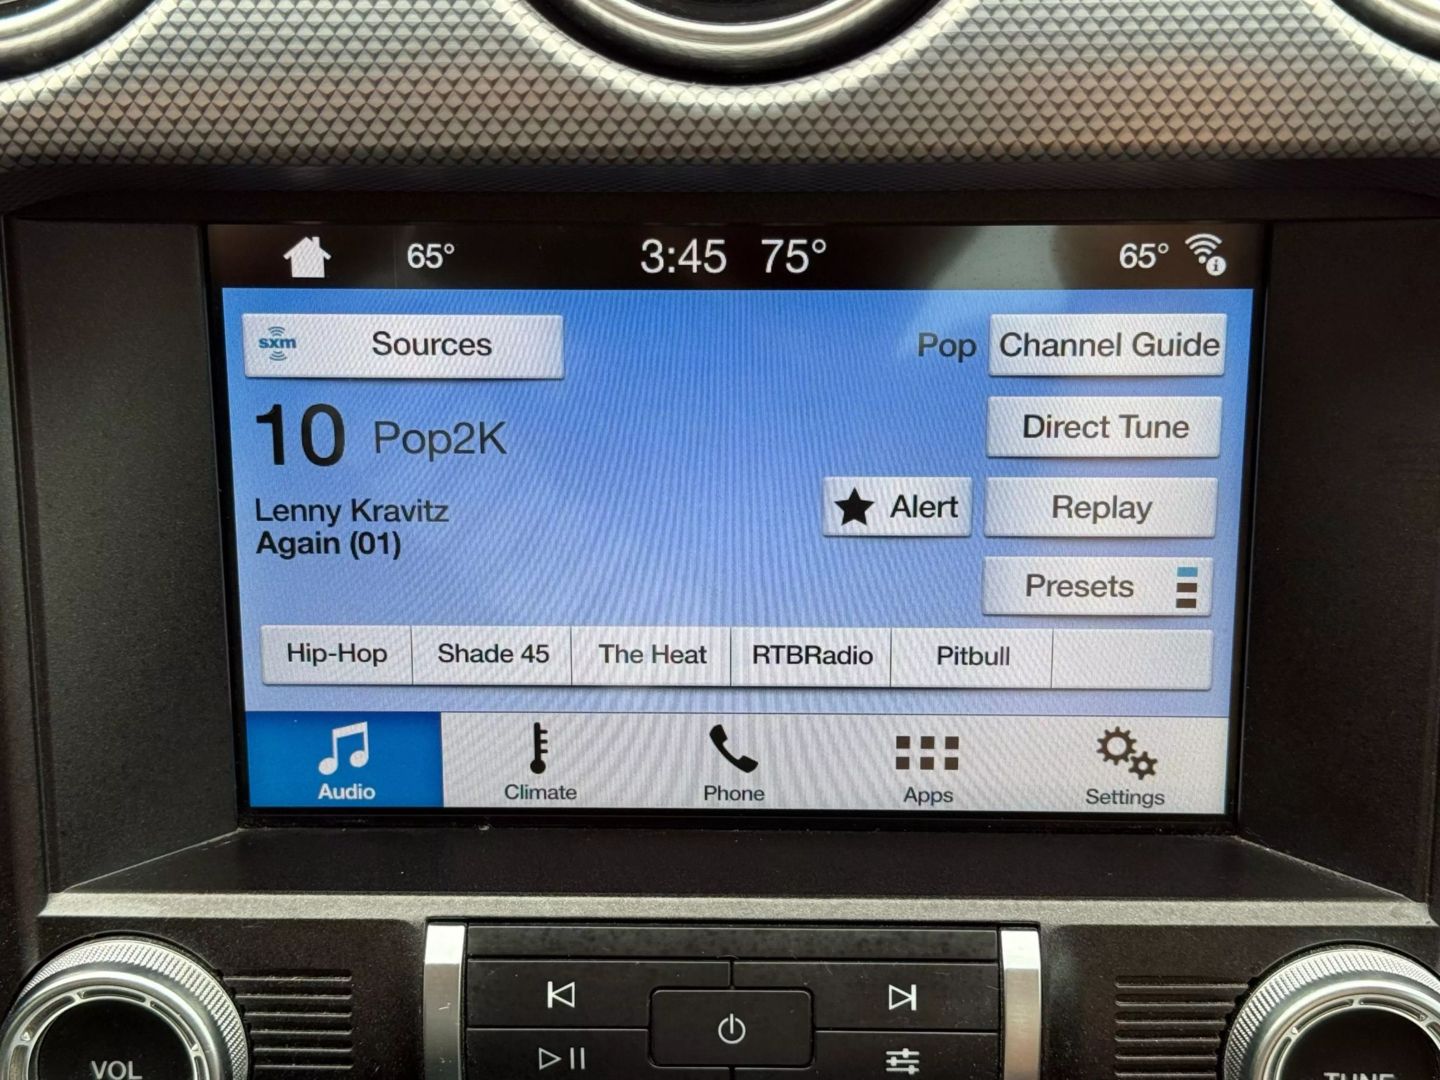 65° 3:45 75° 65°
sxm Sources Pop Channel Guide
10 Pop2K Direct Tune
Lenny Kravitz
Again (01)
Alert Replay
Presets
Hip-Hop Shade 45 The Heat RTBRadio Pitbull
Audio Climate Phone Apps Settings
VOL TUNE